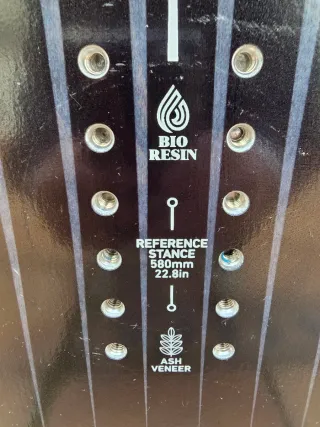 BIO
RESIN
REFERENCE
STANCE
580mm
22.8in
ASH
VENEER